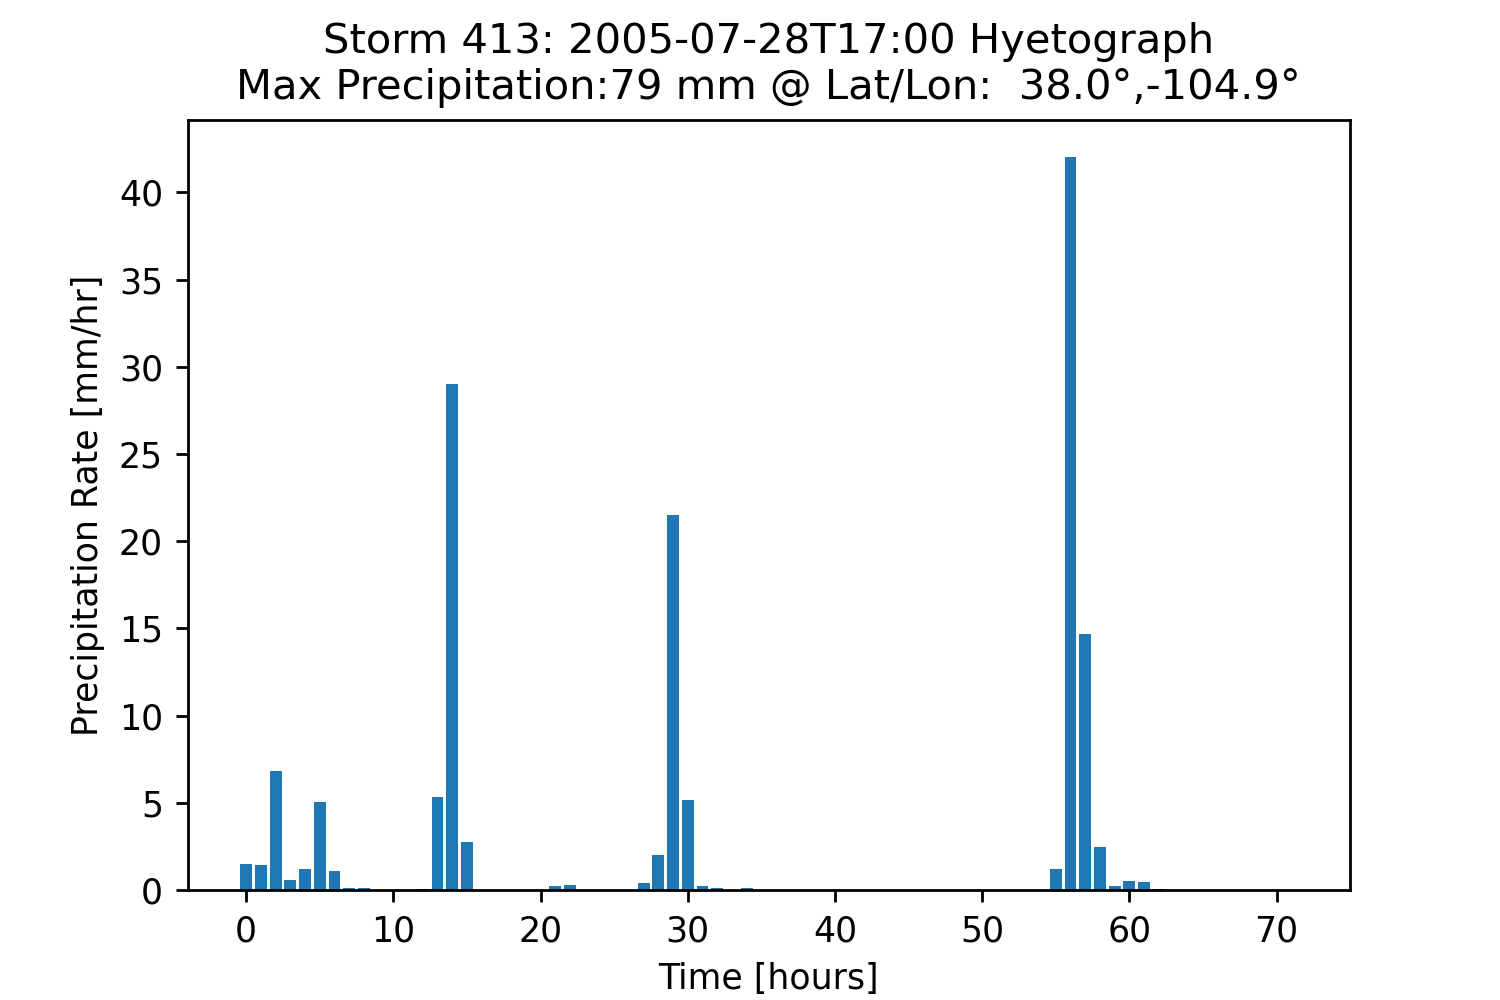 Storm 413: 2005-07-28T17:00 Hyetograph
Max Precipitation:79 mm @ Lat/Lon:  38.0°,-104.9°
Precipitation Rate [mm/hr]
40
35
30
25
20
15
10
5
0
0 10 20 30 40 50 60 70
Time [hours]